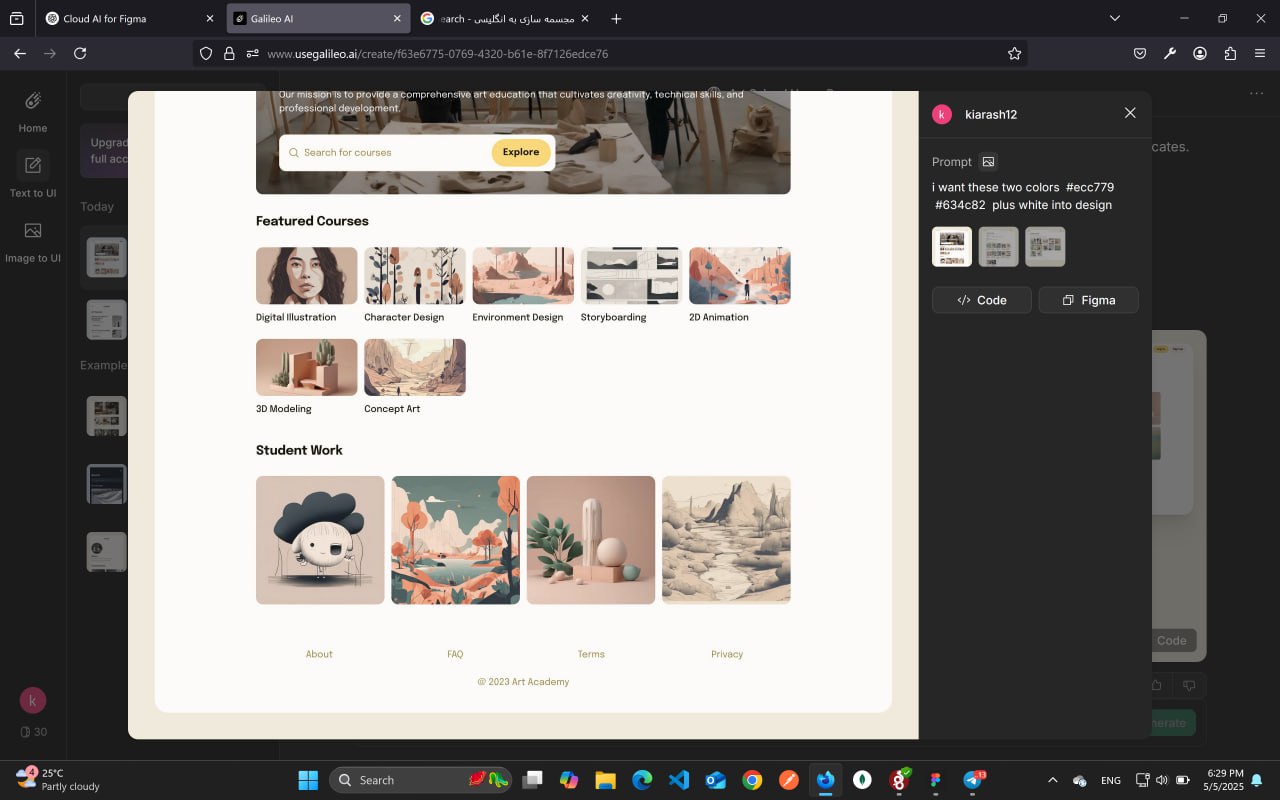 Cloud AI for Figma
Galileo AI
مجسمه سازی به انگلیسی - earch
www.usegalileo.ai/create/f63e6775-0769-4320-b61e-8f7126edce76
Home
Text to UI
Image to UI
k
30
Upgrad
full acc
Today
Example
Our mission is to provide a comprehensive art education that cultivates creativity, technical skills, and
professional development.
Search for courses
Explore
Featured Courses
Digital Illustration
Character Design
Environment Design
Storyboarding
2D Animation
3D Modeling
Concept Art
Student Work
About
FAQ
Terms
Privacy
© 2023 Art Academy
k
kiarash12
Prompt
i want these two colors #ecc779
#634c82 plus white into design
Code
Figma
cates.
Code
nerate
4
25°C
Partly cloudy
Search
13
ENG
6:29 PM
5/5/2025